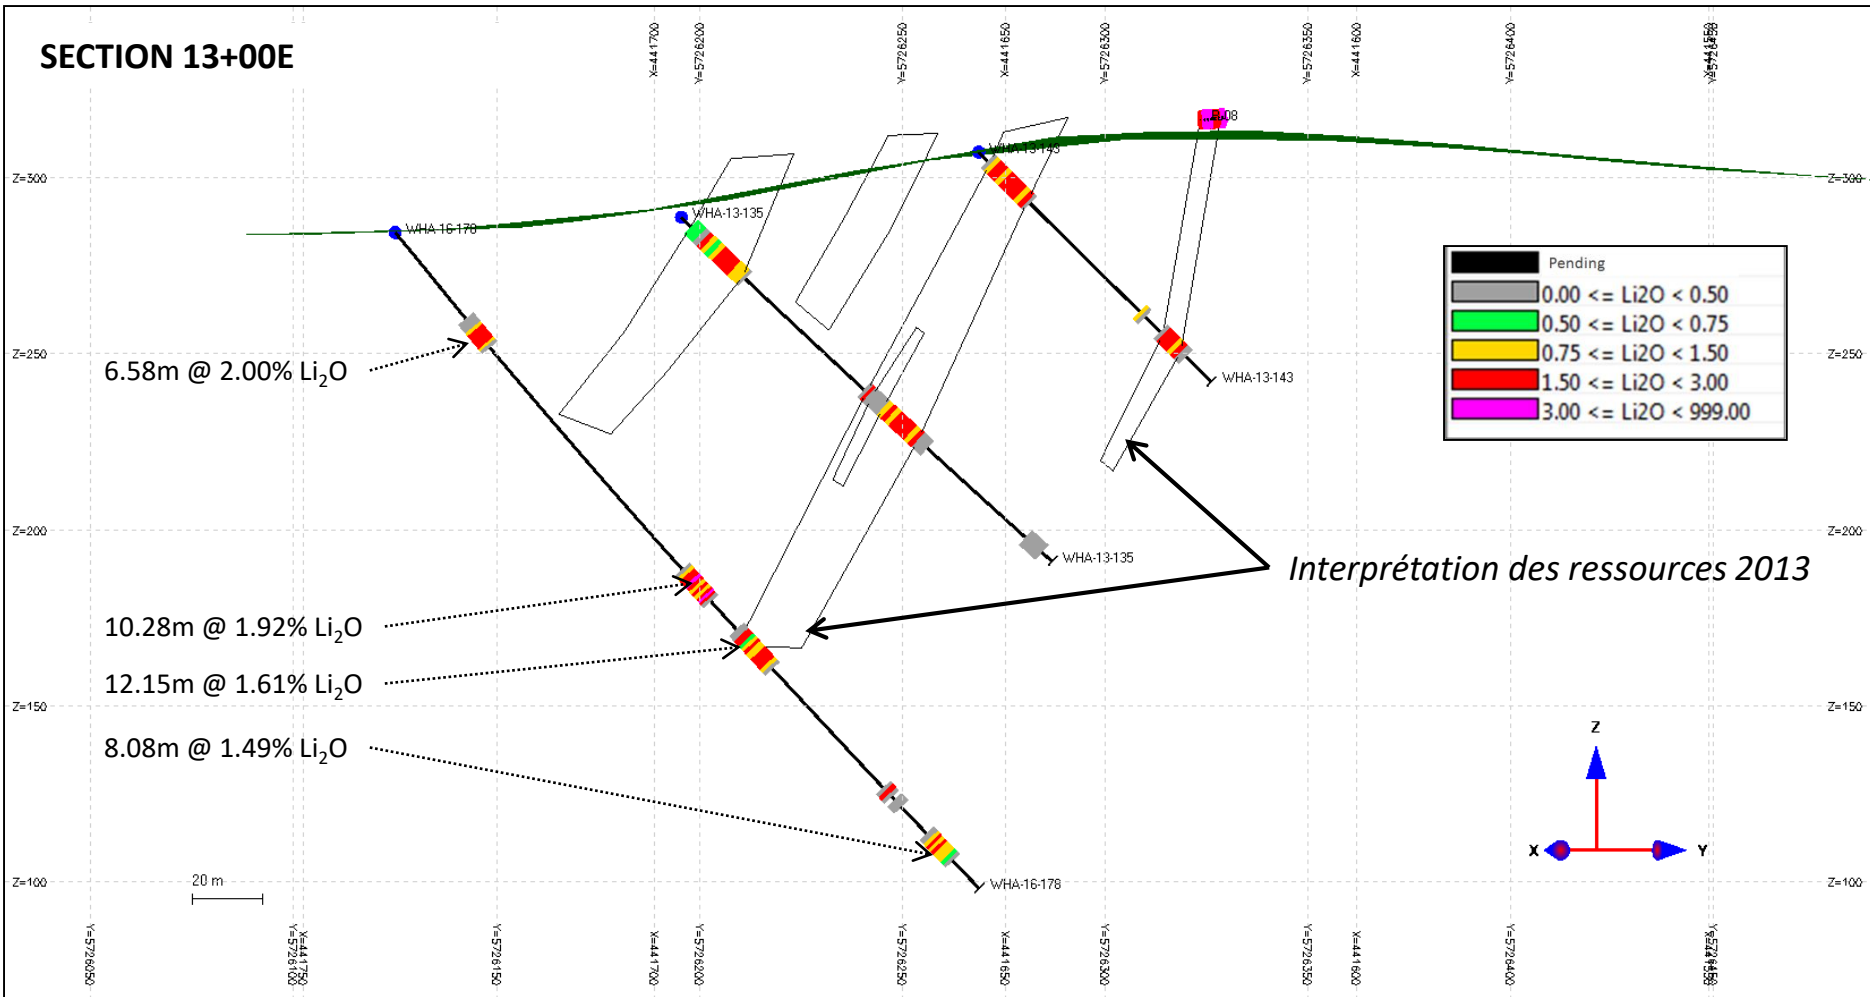 SECTION 13+00E
X=441700
Y=5726200
Y=5726250
X=441650
Y=5726300
Y=5726350
X=441600
Y=5726400
Z=300
Z=300
WHA-16-178
WHA-13-135
WHA-13-143
Pending
0.00 <= Li2O < 0.50
0.50 <= Li2O < 0.75
0.75 <= Li2O < 1.50
1.50 <= Li2O < 3.00
3.00 <= Li2O < 999.00
Z=250
Z=250
6.58m @ 2.00% Li₂O
WHA-13-143
Z=200
Z=200
WHA-13-135
Interprétation des ressources 2013
10.28m @ 1.92% Li₂O
12.15m @ 1.61% Li₂O
Z=150
Z=150
8.08m @ 1.49% Li₂O
Z
X
Y
Z=100
Z=100
20 m
WHA-16-178
Y=5726050
Y=5726100
X=441750
Y=5726150
X=441700
Y=5726200
Y=5726250
X=441650
Y=5726300
Y=5726350
X=441600
Y=5726400